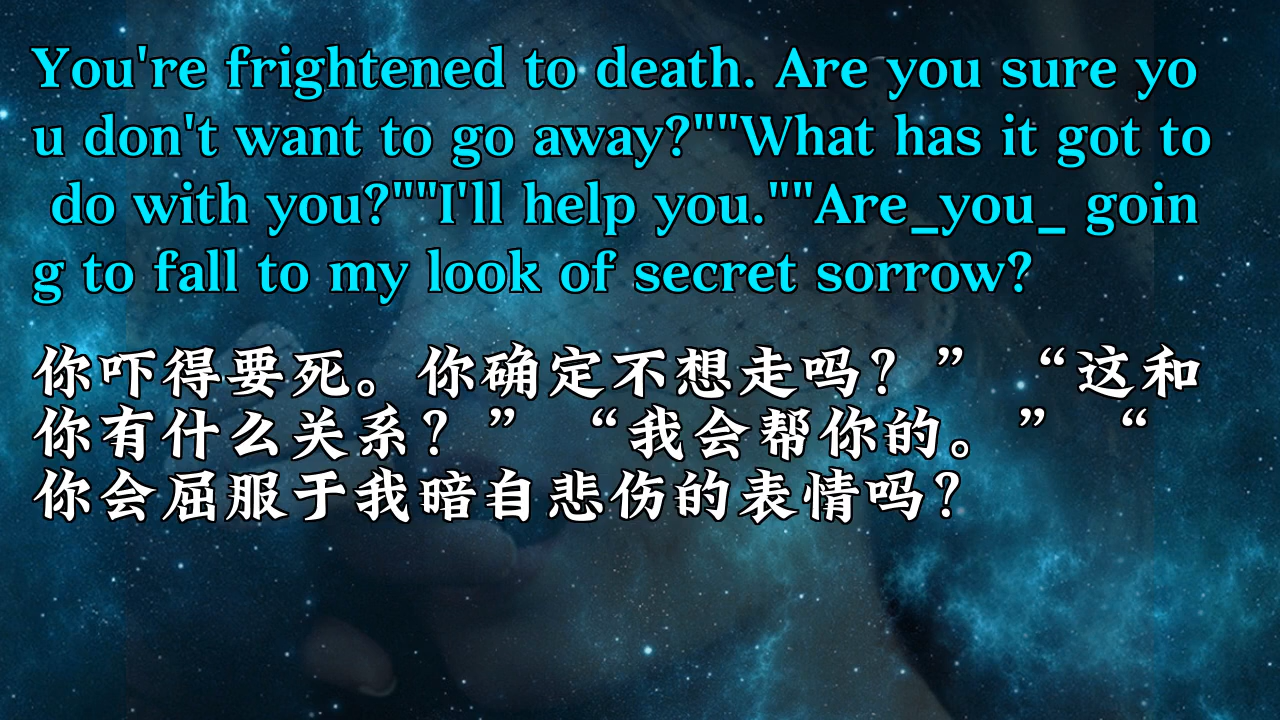 You're frightened to death. Are you sure yo
u don't want to go away?""What has it got to
 do with you?""I'll help you.""Are_you_ goin
g to fall to my look of secret sorrow?
你吓得要死。你确定不想走吗？” “这和
你有什么关系？” “我会帮你的。” “
你会屈服于我暗自悲伤的表情吗？